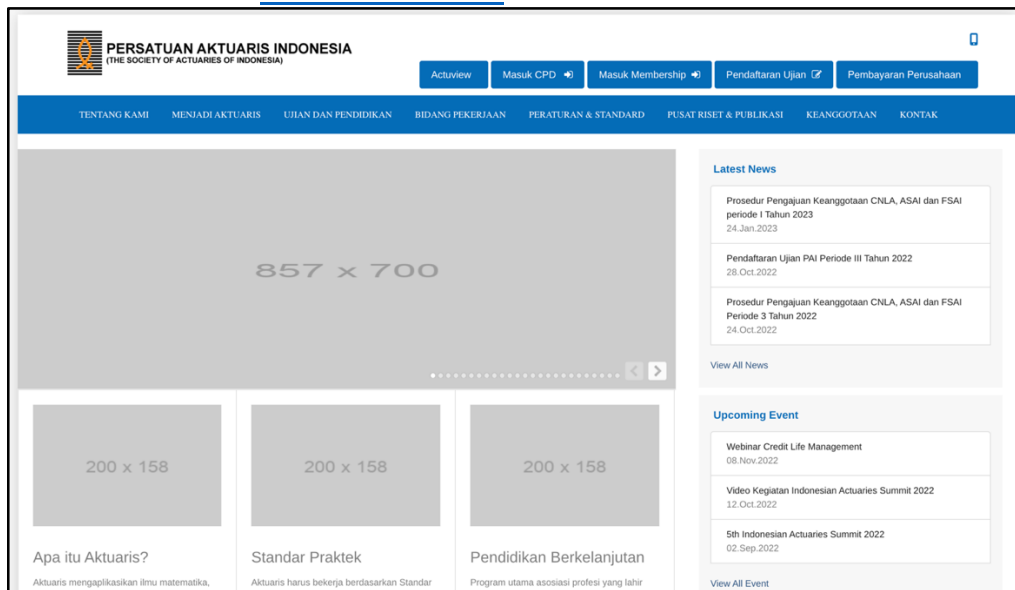 PERSATUAN AKTUARIS INDONESIA
(THE SOCIETY OF ACTUARIES OF INDONESIA)
Actuview
Masuk CPD
Masuk Membership
Pendaftaran Ujian
Pembayaran Perusahaan
TENTANG KAMI
MENJADI AKTUARIS
UJIAN DAN PENDIDIKAN
BIDANG PEKERJAAN
PERATURAN & STANDARD
PUSAT RISET & PUBLIKASI
KEANGGOTAAN
KONTAK
857 x 700
Latest News
Prosedur Pengajuan Keanggotaan CNLA, ASAI dan FSAI
periode I Tahun 2023
24.Jan.2023
Pendaftaran Ujian PAI Periode III Tahun 2022
28.Oct.2022
Prosedur Pengajuan Keanggotaan CNLA, ASAI dan FSAI
Periode 3 Tahun 2022
24.Oct.2022
View All News
200 x 158
200 x 158
200 x 158
Apa itu Aktuaris?
Aktuaris mengaplikasikan ilmu matematika,
Standar Praktek
Aktuaris harus bekerja berdasarkan Standar
Pendidikan Berkelanjutan
Program utama asosiasi profesi yang lahir
Upcoming Event
Webinar Credit Life Management
08.Nov.2022
Video Kegiatan Indonesian Actuaries Summit 2022
12.Oct.2022
5th Indonesian Actuaries Summit 2022
02.Sep.2022
View All Event